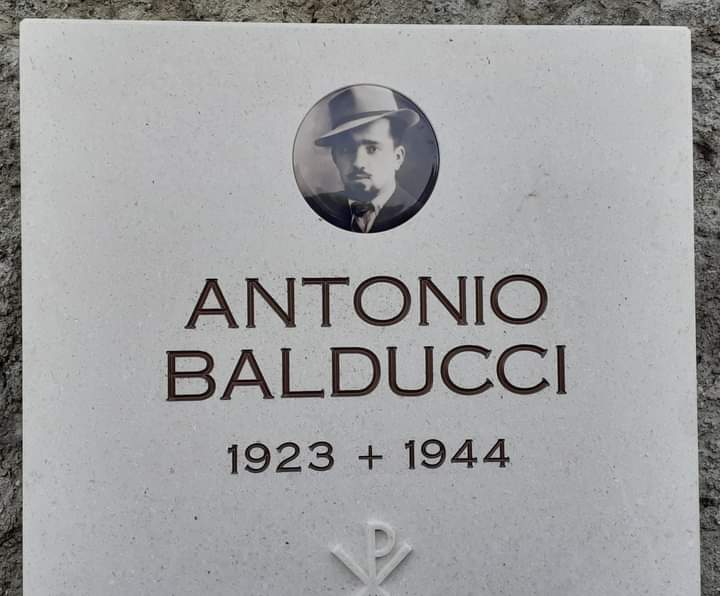 ANTONIO
BALDUCCI
1923 + 1944